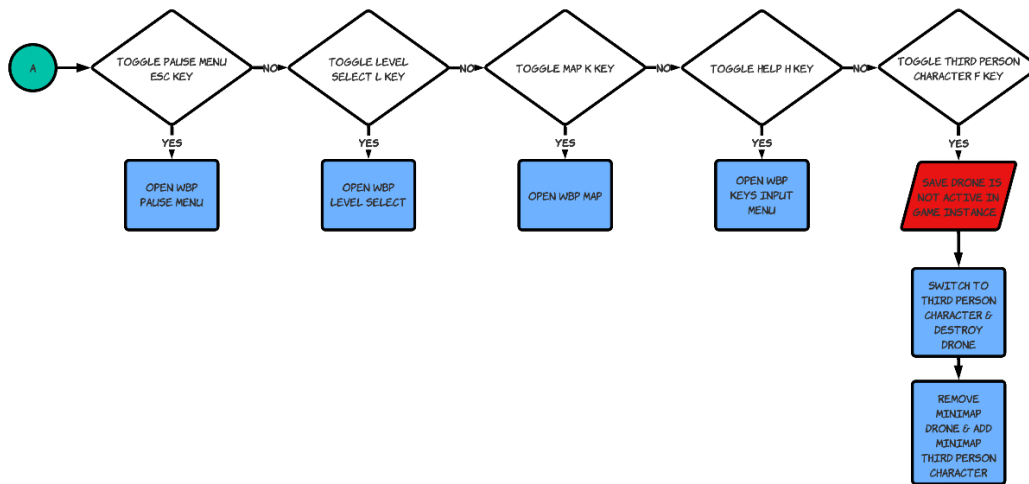 A
TOGGLE PAUSE MENU
ESC KEY
NO
TOGGLE LEVEL
SELECT L KEY
NO
TOGGLE MAP K KEY
NO
TOGGLE HELP H KEY
NO
TOGGLE THIRD PERSON
CHARACTER F KEY
YES
YES
YES
YES
YES
OPEN WBP
PAUSE MENU
OPEN WBP
LEVEL SELECT
OPEN WBP MAP
OPEN WBP
KEYS INPUT
MENU
SAVE DRONE IS
NOT ACTIVE IN
GAME INSTANCE
SWITCH TO
THIRD PERSON
CHARACTER &
DESTROY
DRONE
REMOVE
MINIMAP
DRONE & ADD
MINIMAP
THIRD PERSON
CHARACTER